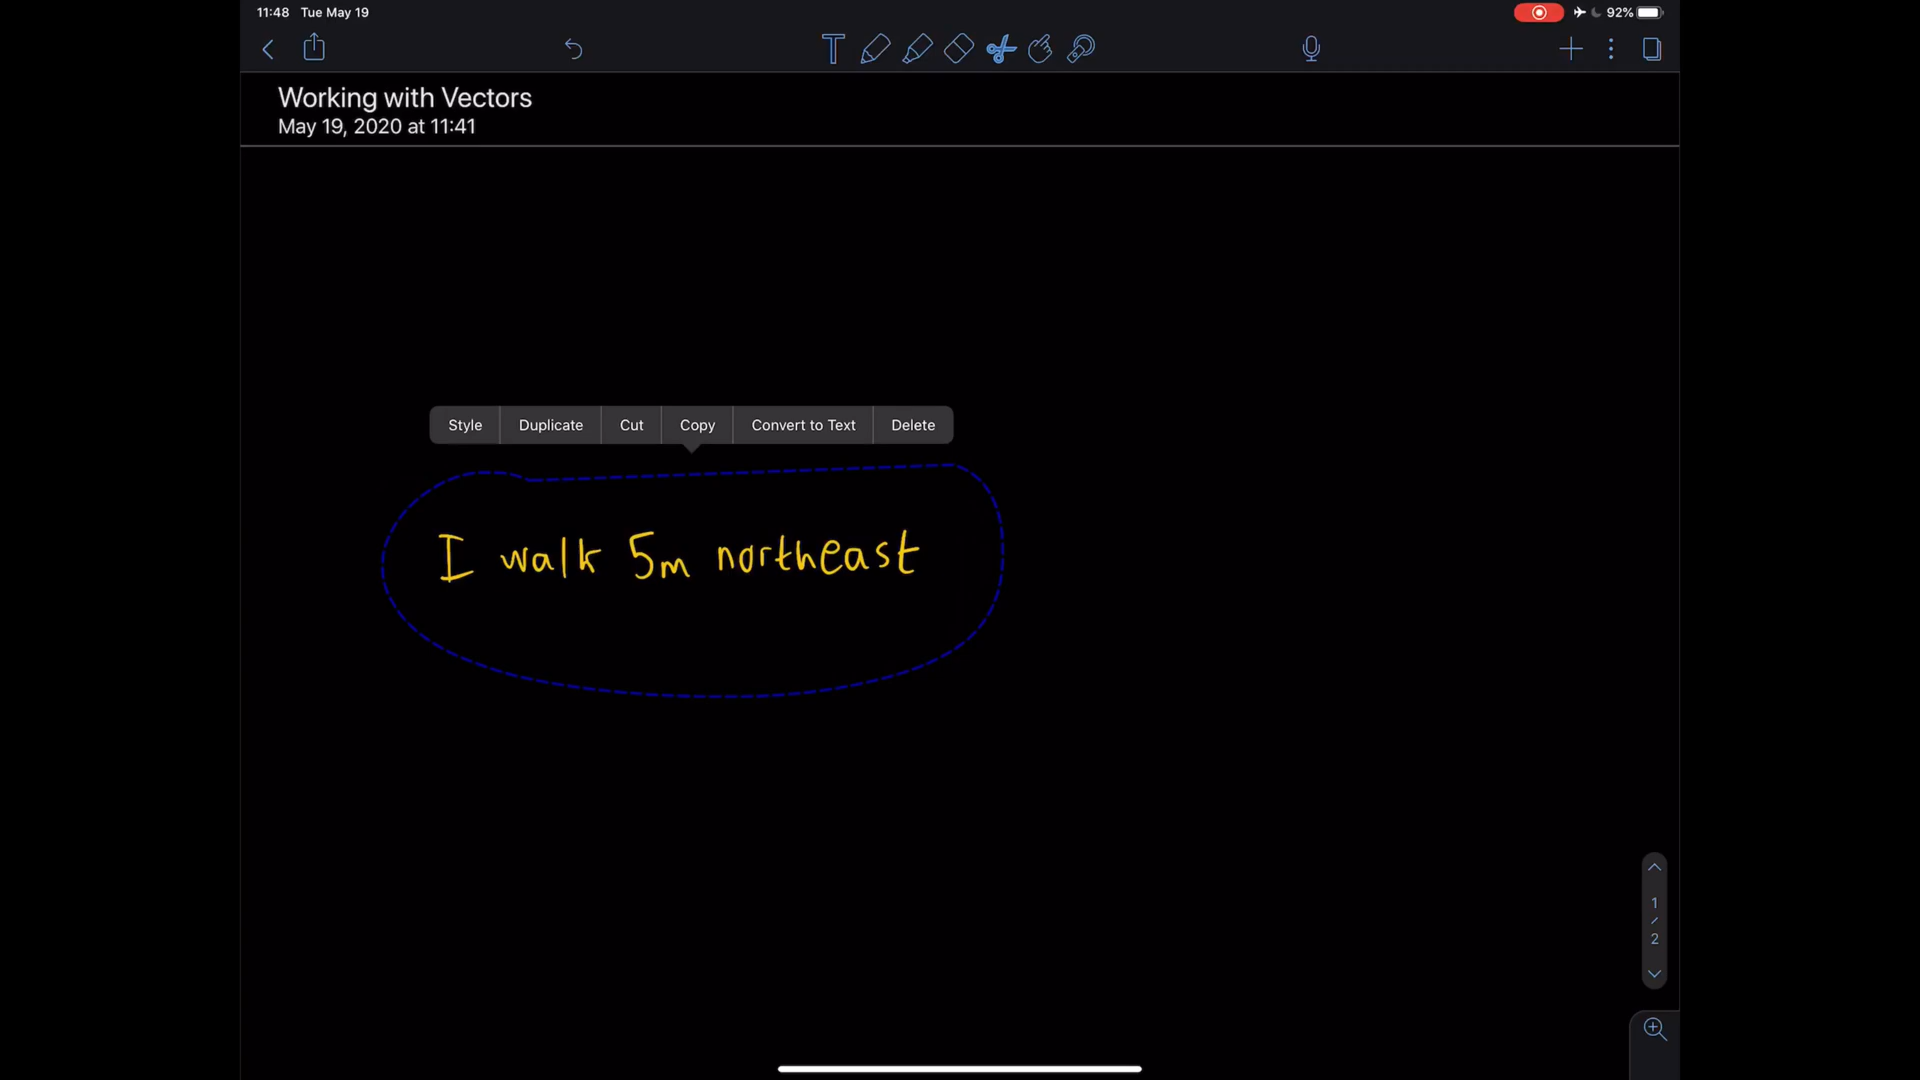 11:48 Tue May 19 92%
Working with Vectors
May 19, 2020 at 11:41
Style Duplicate Cut Copy Convert to Text Delete
I walk 5m northeast
1
/
2